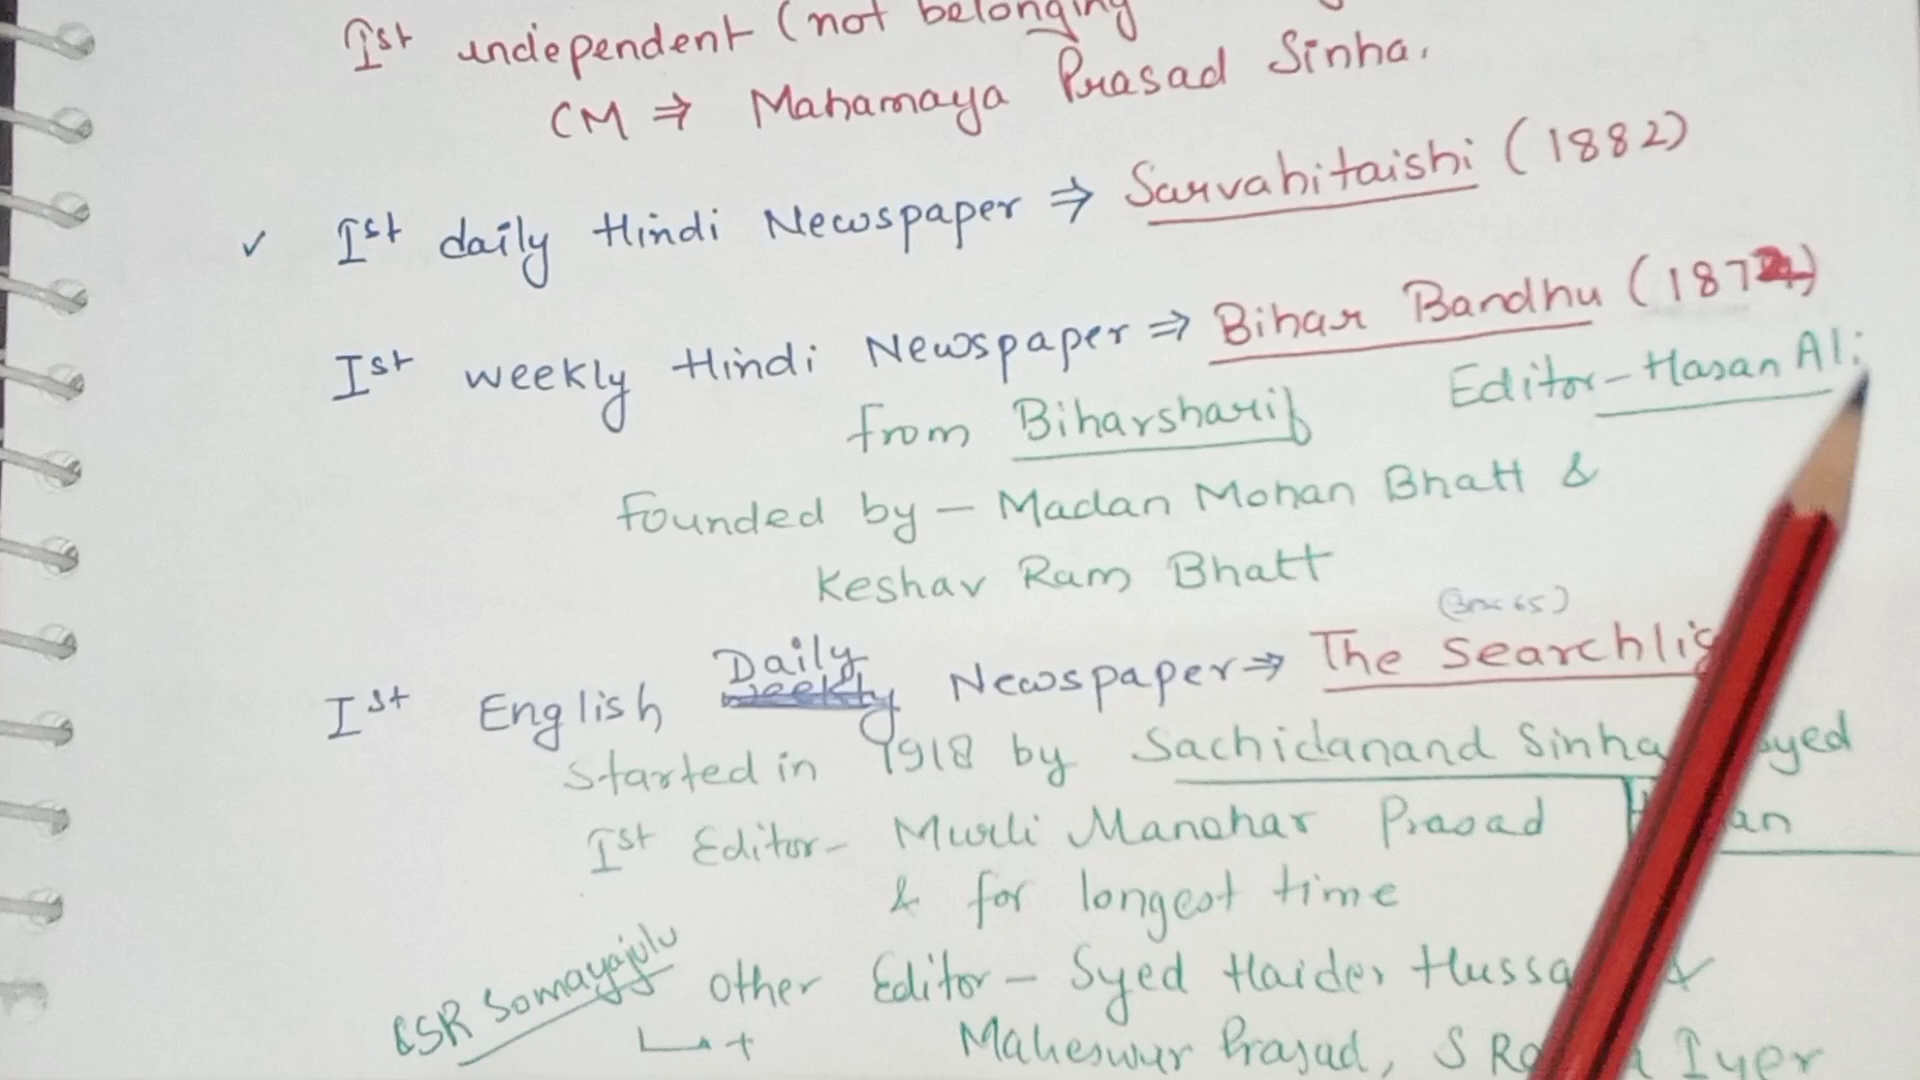 Ist independent (not belonging
CM ⇒ Mahamaya Prasad Sinha.
✓ Ist daily Hindi Newspaper ⇒ Sarvahitaishi (1882)
Ist weekly Hindi Newspaper ⇒ Bihar Bandhu (187
from Biharsharif Editor - Hasan Ali
Founded by - Madan Mohan Bhatt &
Keshav Ram Bhatt
Ist English Daily Newspaper ⇒ The Searchlig
started in 1918 by Sachidanand Sinha
Ist Editor - Murli Manohar Prasad
& for longest time
CSR Somayajulu
other Editor - Syed Haider Hussa &
Maheswar Prasad, S Iyer